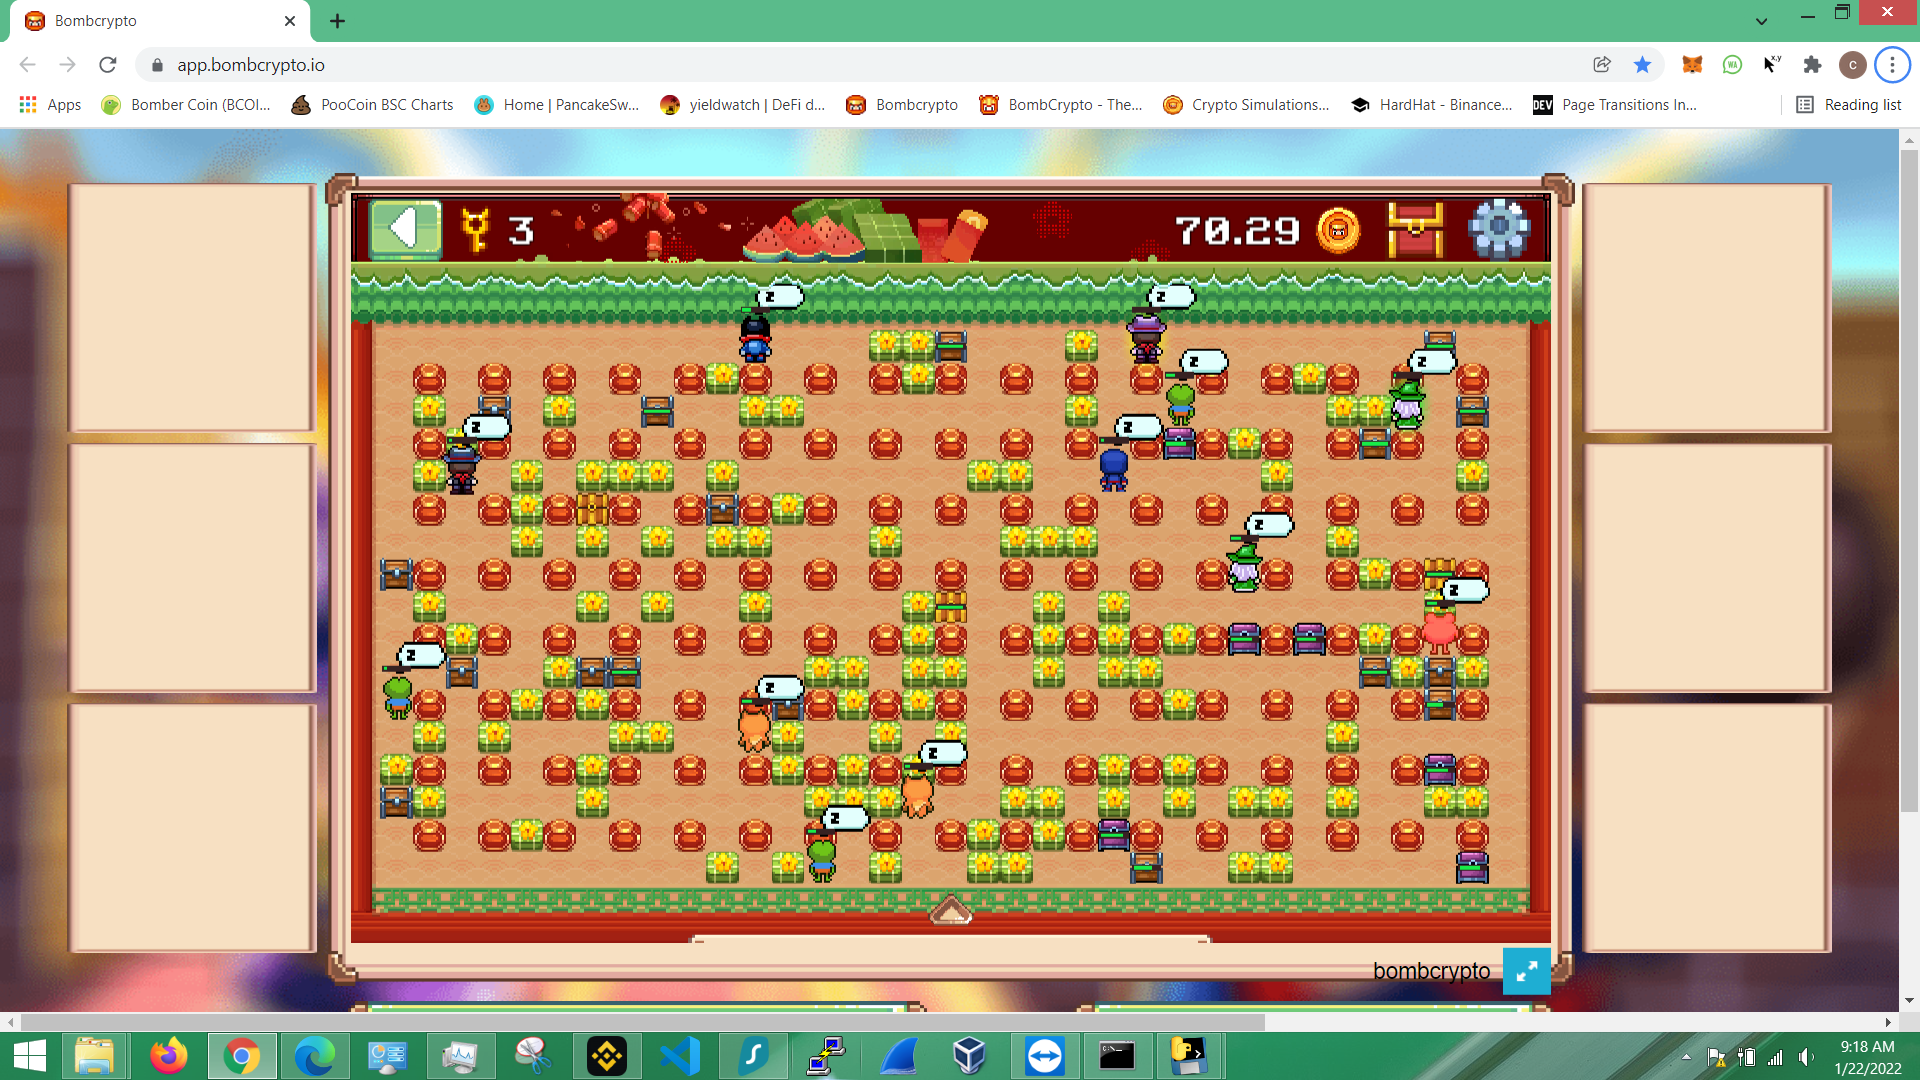 Bombcrypto
app.bombcrypto.io
Apps
Bomber Coin (BCOI...
PooCoin BSC Charts
Home | PancakeSw...
yieldwatch | DeFi d...
Bombcrypto
BombCrypto - The...
Crypto Simulations...
HardHat - Binance...
DEV
Page Transitions In...
Reading list
WA
x,y
C
3
70.29
z
z
z
z
z
z
z
z
z
z
z
z
bombcrypto
9:18 AM
1/22/2022